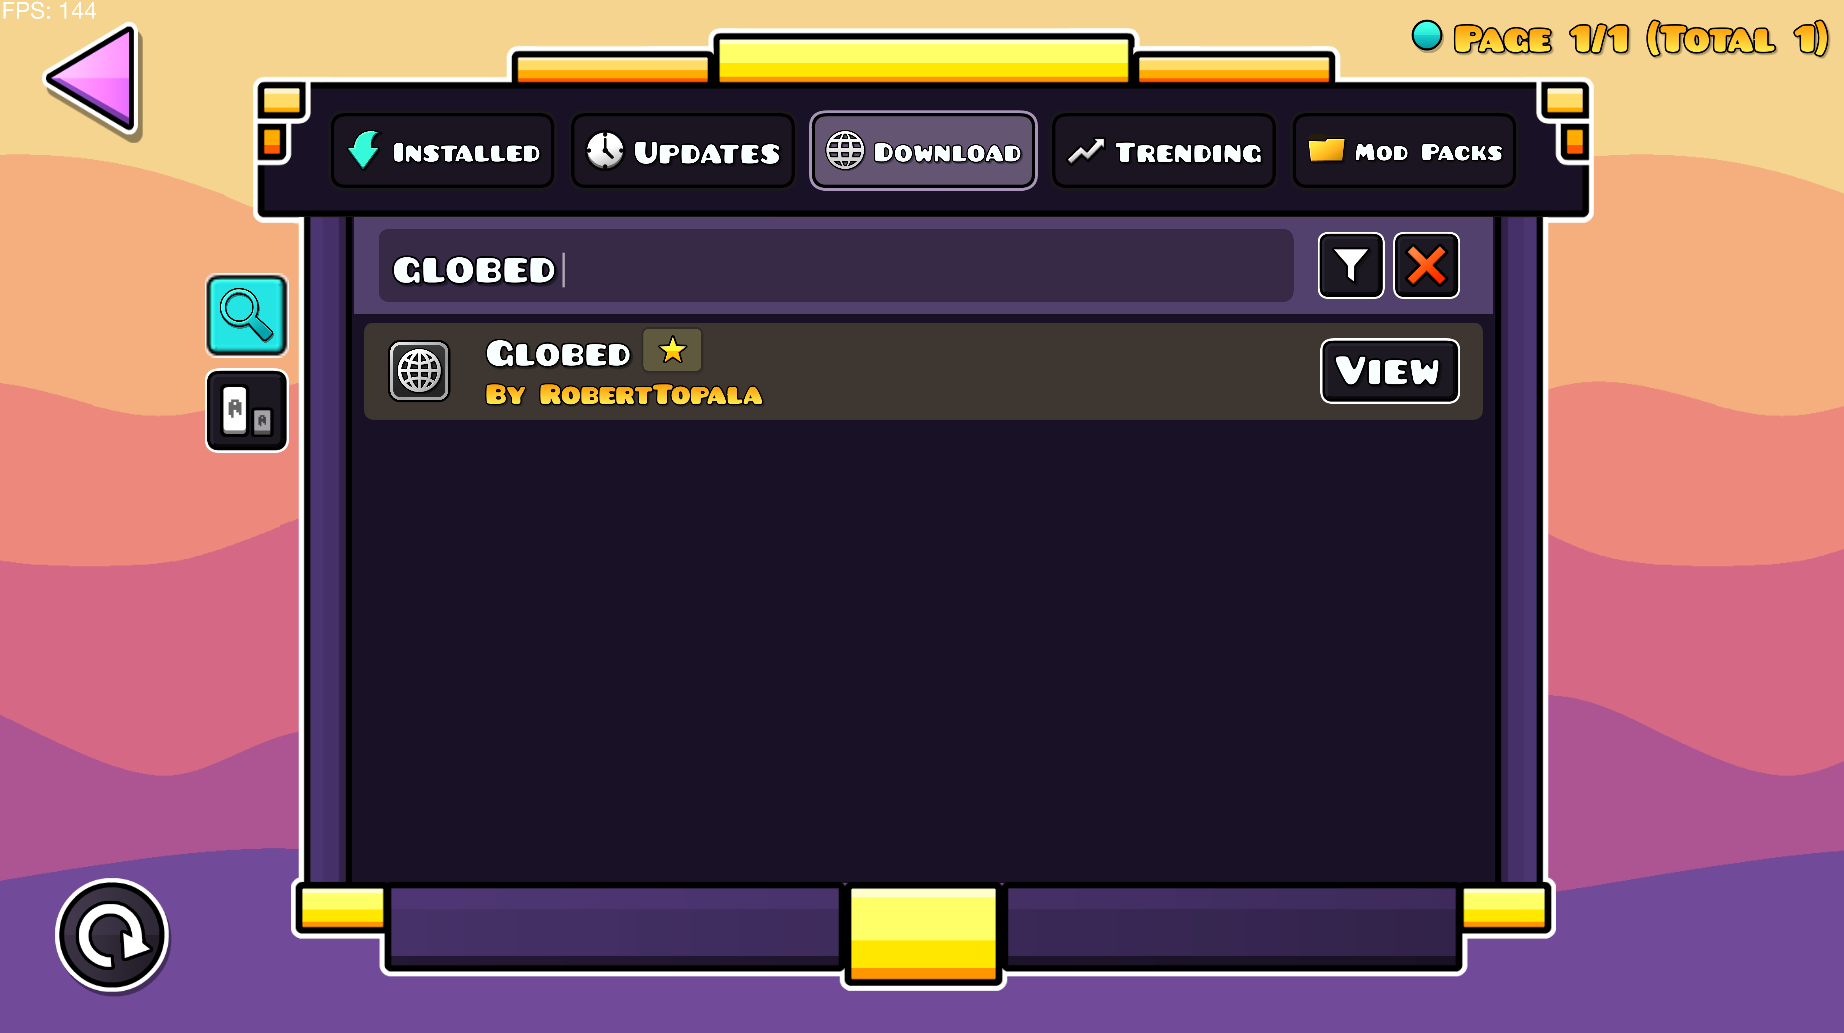 FPS: 144
Page 1/1 (Total 1)
Installed
Updates
Download
Trending
Mod Packs
GLOBED
Globed
By RobertTopala
View